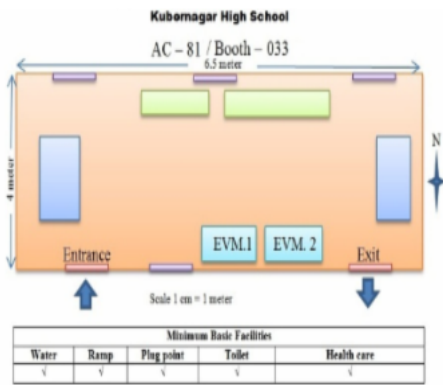 Kubornagar High School
AC – 81 / Booth – 033
6.5 meter
4 meter
N
EVM.1
EVM. 2
Entrance
Exit
Scale 1 cm = 1 meter
Minimum Basic Facilities
Water Ramp Plug point Toilet Health care
√ √ √ √ √